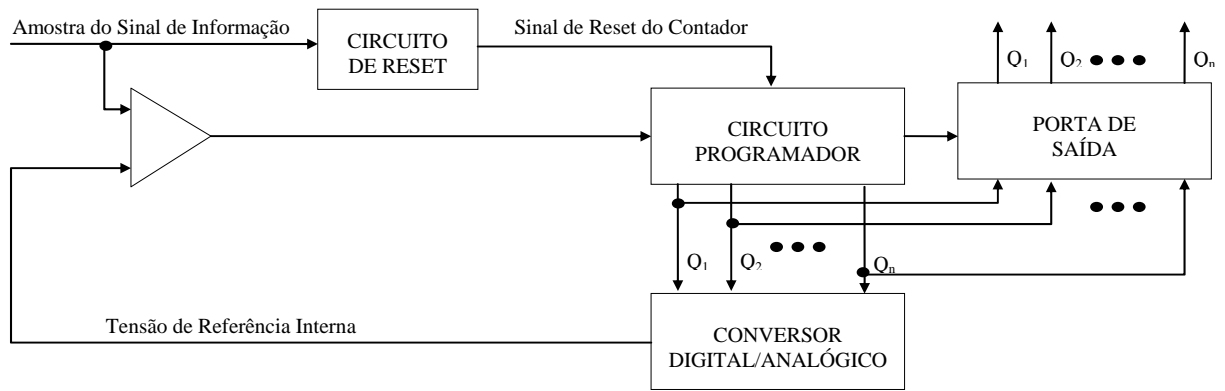 Amostra do Sinal de Informação
CIRCUITO
DE RESET
Sinal de Reset do Contador
Q1
Q2
Qn
CIRCUITO
PROGRAMADOR
PORTA DE
SAÍDA
Q1
Q2
Qn
Tensão de Referência Interna
CONVERSOR
DIGITAL/ANALÓGICO